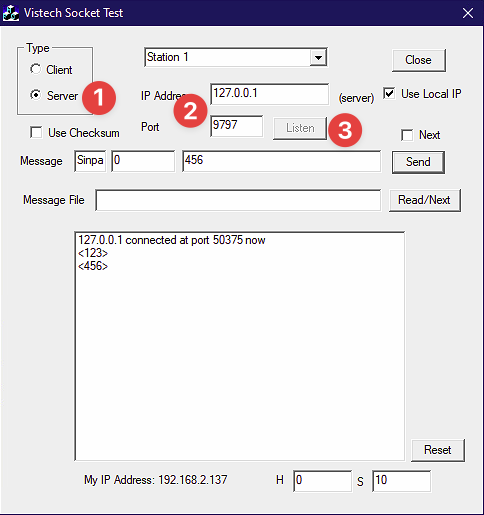 Vistech Socket Test
Type
Client
Server
1
Station 1
Close
IP Addre
127.0.0.1
(server)
Use Local IP
2
Use Checksum
Port
9797
Listen
3
Next
Message
Sinpa
0
456
Send
Message File
Read/Next
127.0.0.1 connected at port 50375 now
<123>
<456>
Reset
My IP Address: 192.168.2.137
H
0
S
10